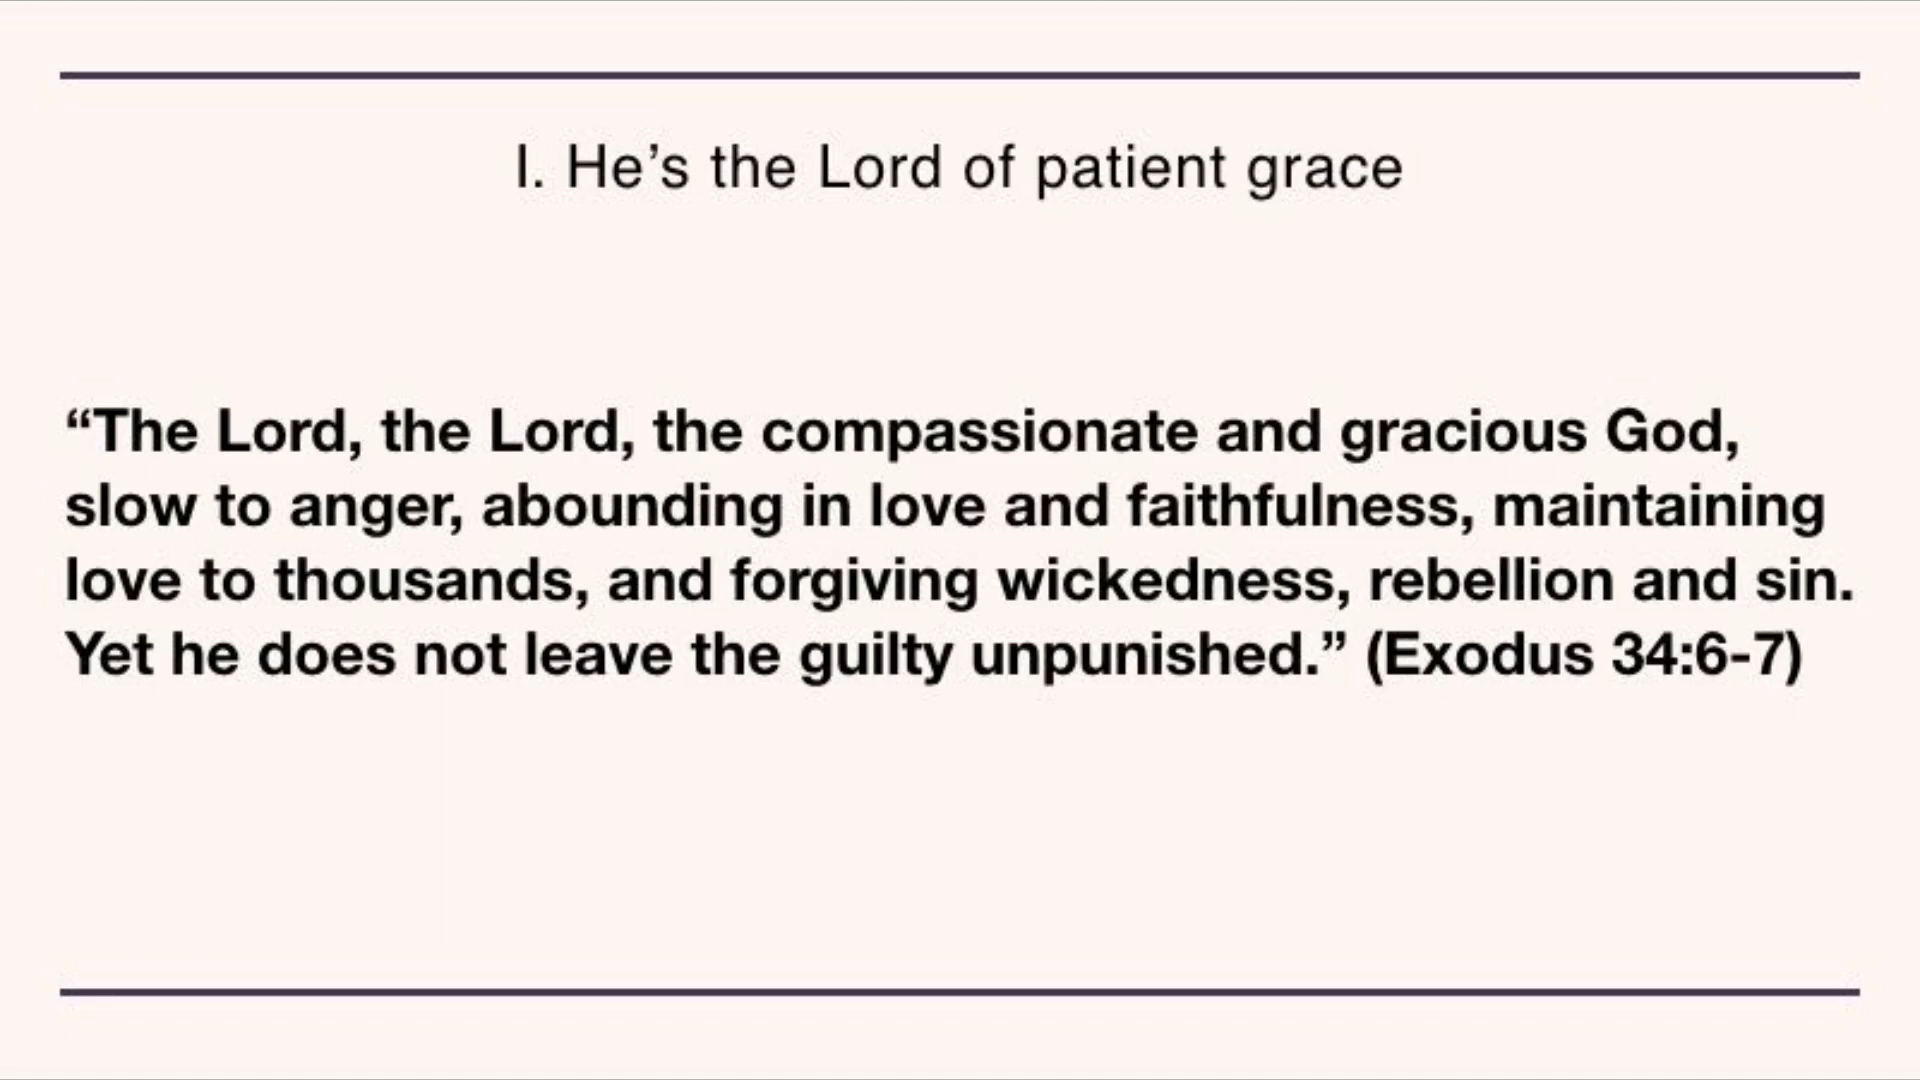 I. He’s the Lord of patient grace
“The Lord, the Lord, the compassionate and gracious God,
slow to anger, abounding in love and faithfulness, maintaining
love to thousands, and forgiving wickedness, rebellion and sin.
Yet he does not leave the guilty unpunished.” (Exodus 34:6-7)